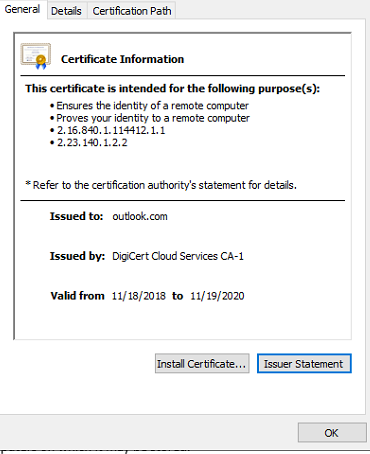 General Details Certification Path
Certificate Information
This certificate is intended for the following purpose(s):
• Ensures the identity of a remote computer
• Proves your identity to a remote computer
• 2.16.840.1.114412.1.1
• 2.23.140.1.2.2
* Refer to the certification authority's statement for details.
Issued to: outlook.com
Issued by: DigiCert Cloud Services CA-1
Valid from 11/18/2018 to 11/19/2020
Install Certificate... Issuer Statement
OK